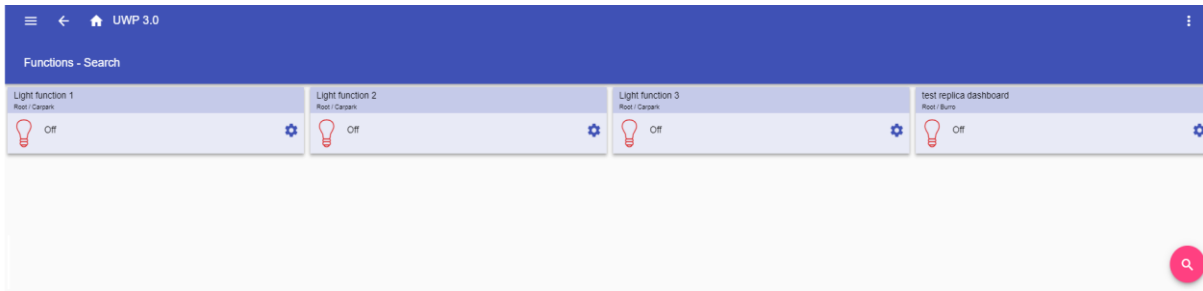 UWP 3.0
Functions - Search
Light function 1
Root / Carpark
Off
Light function 2
Root / Carpark
Off
Light function 3
Root / Carpark
Off
test replica dashboard
Root / Burro
Off